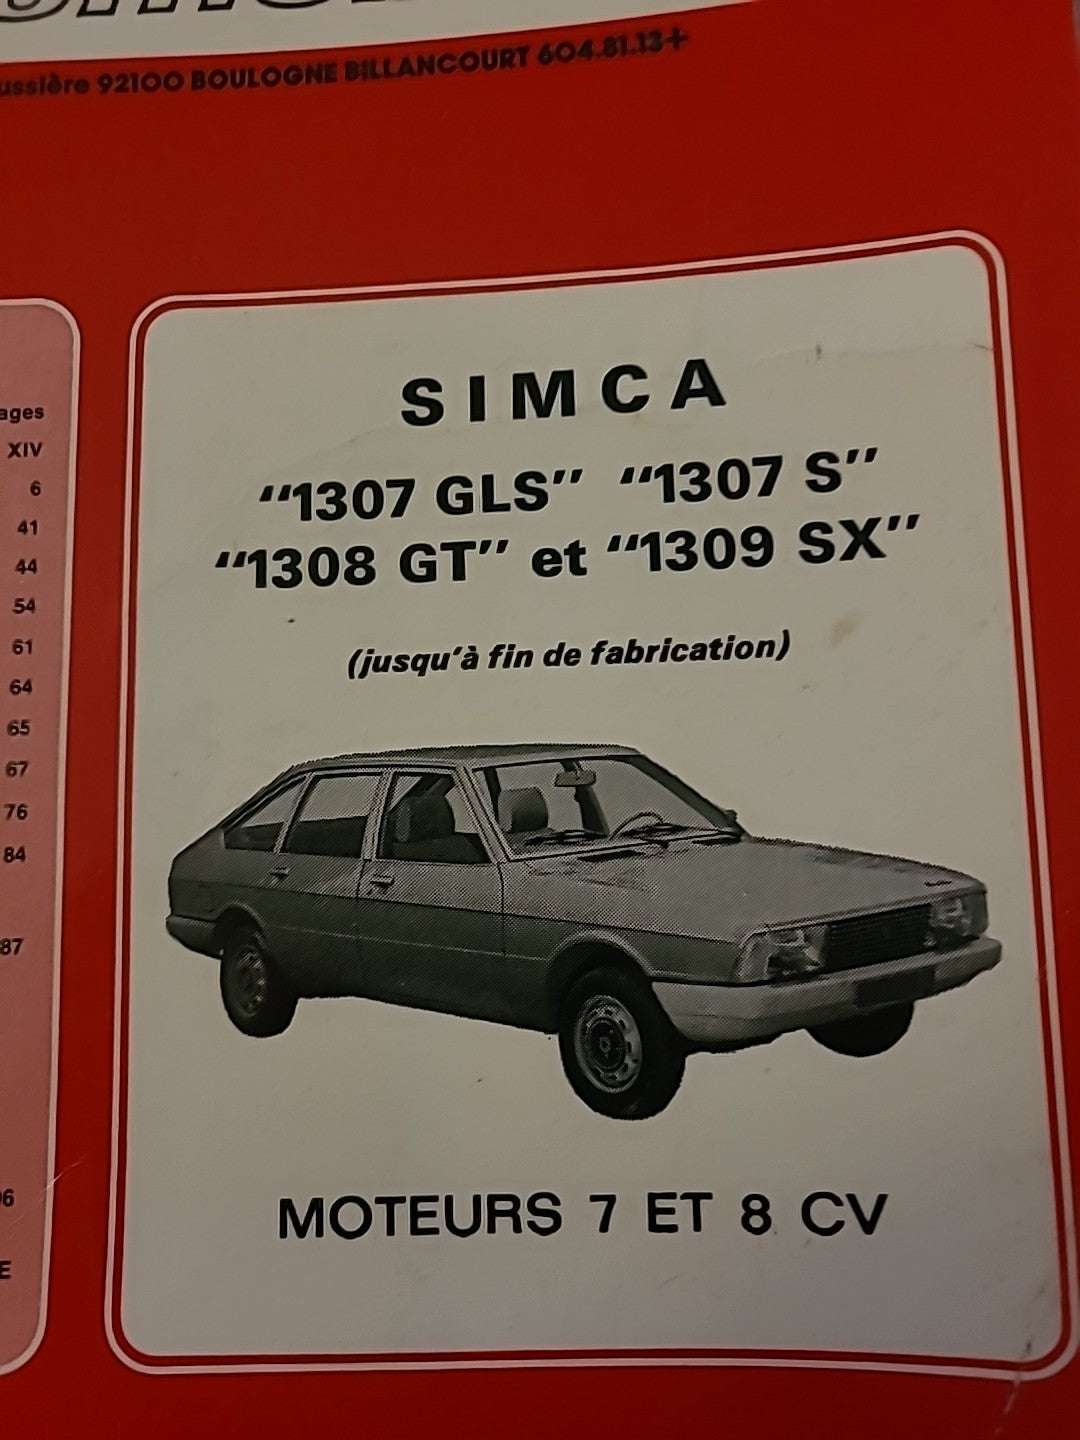 ussière 92100 BOULOGNE BILLANCOURT 604.81.13+
ages
XIV
6
41
44
54
61
64
65
67
76
84
87
6
E
SIMCA
"1307 GLS" "1307 S"
"1308 GT" et "1309 SX"
(jusqu'à fin de fabrication)
MOTEURS 7 ET 8 CV